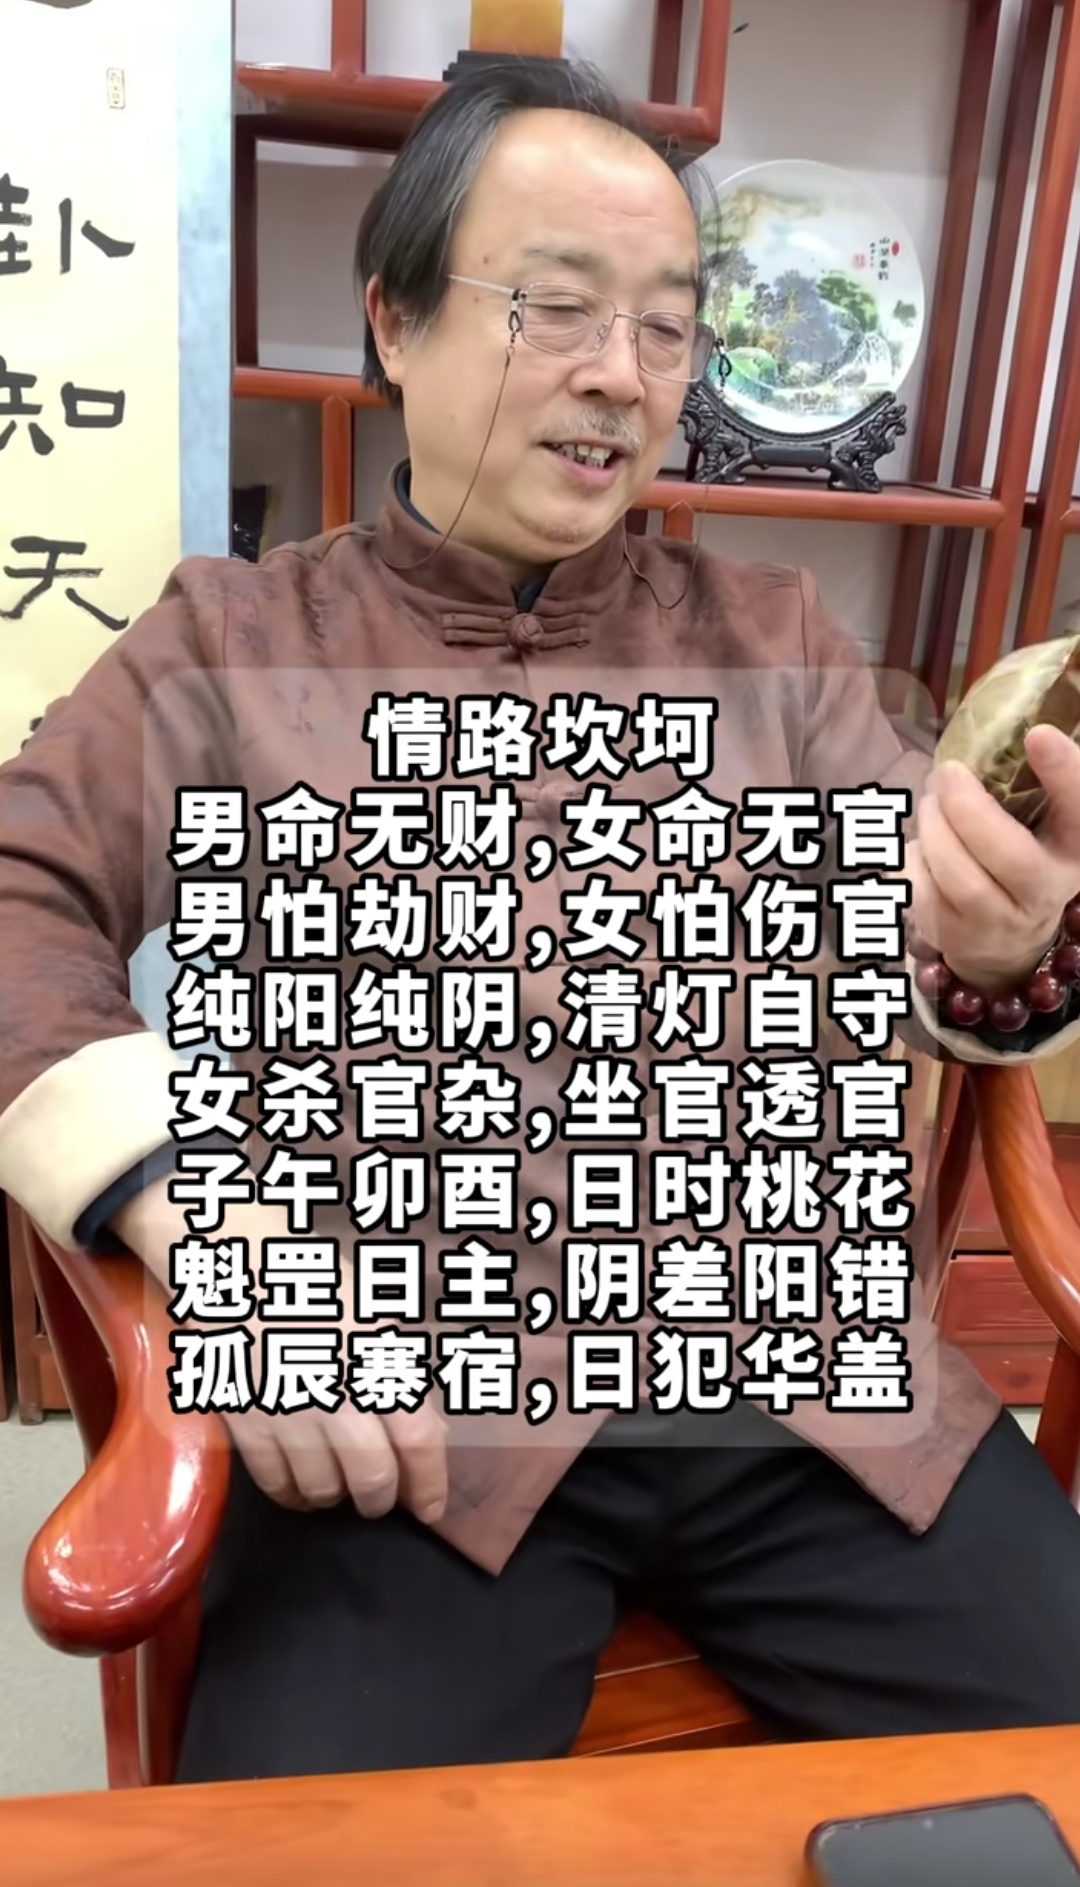 情路坎坷
男命无财,女命无官
男怕劫财,女怕伤官
纯阳纯阴,清灯自守
女杀官杂,坐官透官
子午卯酉,日时桃花
魁罡日主,阴差阳错
孤辰寡宿,日犯华盖
卜
知
天